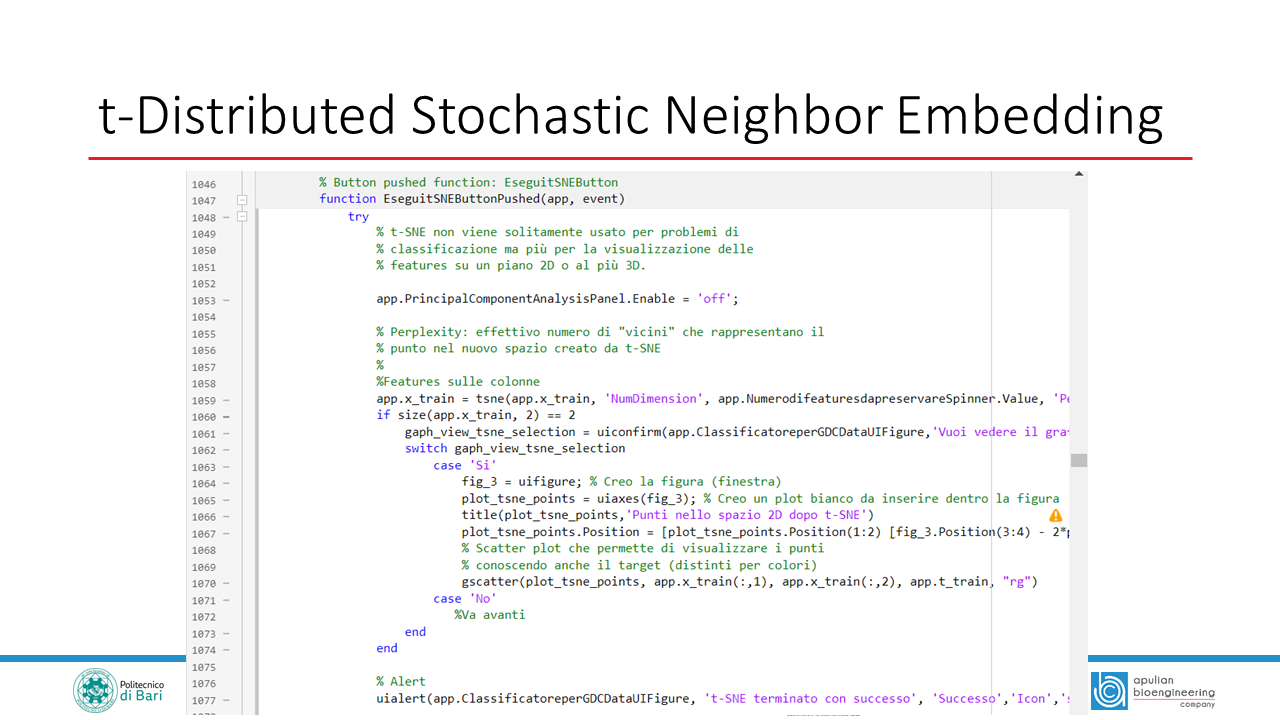 t-Distributed Stochastic Neighbor Embedding
1046 % Button pushed function: EseguitSNEButton
1047 function EseguitSNEButtonPushed(app, event)
1048 try
1049 % t-SNE non viene solitamente usato per problemi di
1050 % classificazione ma più per la visualizzazione delle
1051 % features su un piano 2D o al più 3D.
1052
1053 app.PrincipalComponentAnalysisPanel.Enable = 'off';
1054
1055 % Perplexity: effettivo numero di "vicini" che rappresentano il
1056 % punto nel nuovo spazio creato da t-SNE
1057 %
1058 %Features sulle colonne
1059 app.x_train = tsne(app.x_train, 'NumDimension', app.NumerodifeaturesdapreservareSpinner.Value, 'Pe
1060 if size(app.x_train, 2) == 2
1061 gaph_view_tsne_selection = uiconfirm(app.ClassificatoreperGDCDataUIFigure,'Vuoi vedere il gra
1062 switch gaph_view_tsne_selection
1063 case 'Si'
1064 fig_3 = uifigure; % Creo la figura (finestra)
1065 plot_tsne_points = uiaxes(fig_3); % Creo un plot bianco da inserire dentro la figura
1066 title(plot_tsne_points,'Punti nello spazio 2D dopo t-SNE')
1067 plot_tsne_points.Position = [plot_tsne_points.Position(1:2) [fig_3.Position(3:4) - 2*p
1068 % Scatter plot che permette di visualizzare i punti
1069 % conoscendo anche il target (distinti per colori)
1070 gscatter(plot_tsne_points, app.x_train(:,1), app.x_train(:,2), app.t_train, "rg")
1071 case 'No'
1072 %Va avanti
1073 end
1074 end
1075
1076 % Alert
1077 uialert(app.ClassificatoreperGDCDataUIFigure, 't-SNE terminato con successo', 'Successo','Icon','s
Politecnico
di Bari
apulian
bioengineering
company